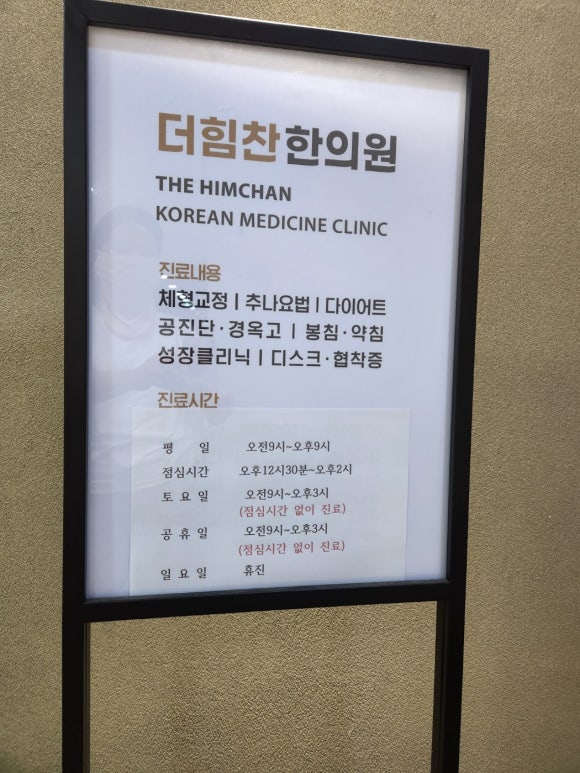 더힘찬한의원
THE HIMCHAN
KOREAN MEDICINE CLINIC
진료내용
체형교정 | 추나요법 | 다이어트
공진단·경옥고 | 봉침·약침
성장클리닉 | 디스크·협착증
진료시간
평 일 오전9시~오후9시
점심시간 오후12시30분~오후2시
토 요 일 오전9시~오후3시
(점심시간 없이 진료)
공 휴 일 오전9시~오후3시
(점심시간 없이 진료)
일 요 일 휴진